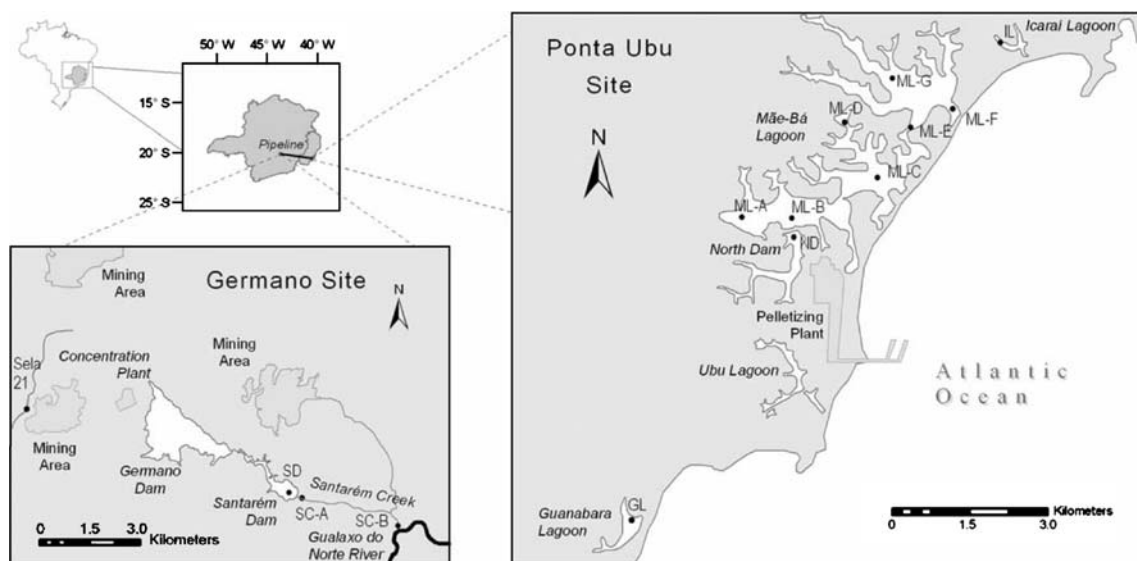 50° W 45° W 40° W
14° S
20° S
25° S
Pipeline
Ponta Ubu
Site
N
IL
Icarai Lagoon
ML-G
ML-D
Mãe-Bá
Lagoon
ML-F
ML-E
ML-C
ML-A
ML-B
North Dam
ND
Pelletizing
Plant
Ubu Lagoon
Atlantic
Ocean
Guanabara
Lagoon
GL
0 1.5 3.0
Kilometers
Germano Site
N
Mining
Area
Mining
Area
Sela
21
Concentration
Plant
Mining
Area
Germano
Dam
SD
Santarém
Dam
Santarém Creek
SC-A
SC-B
Gualaxo do
Norte River
0 1.5 3.0
Kilometers